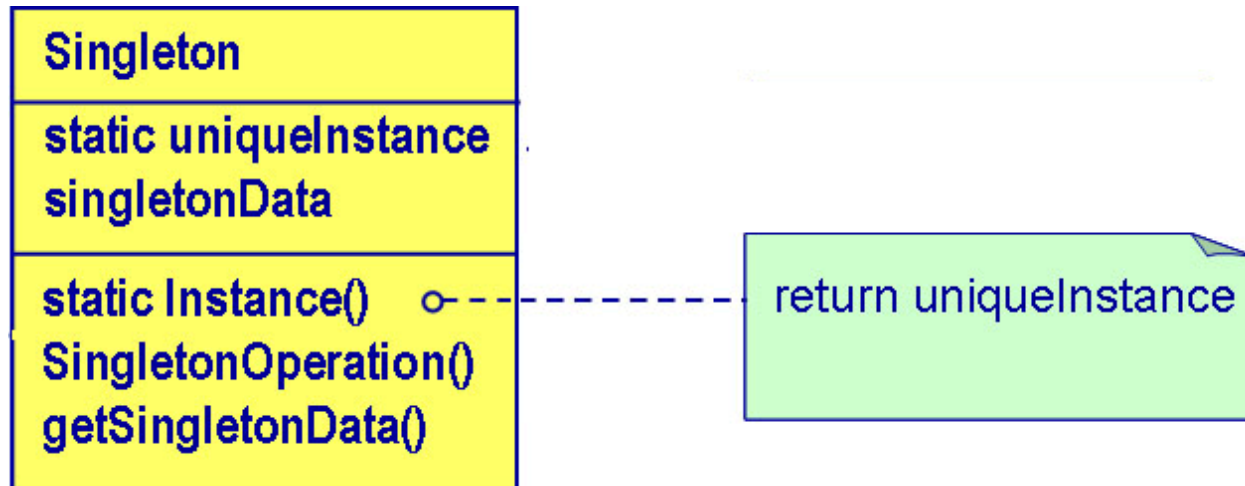 Singleton
static uniqueInstance
singletonData
static Instance()
SingletonOperation()
getSingletonData()
return uniqueInstance